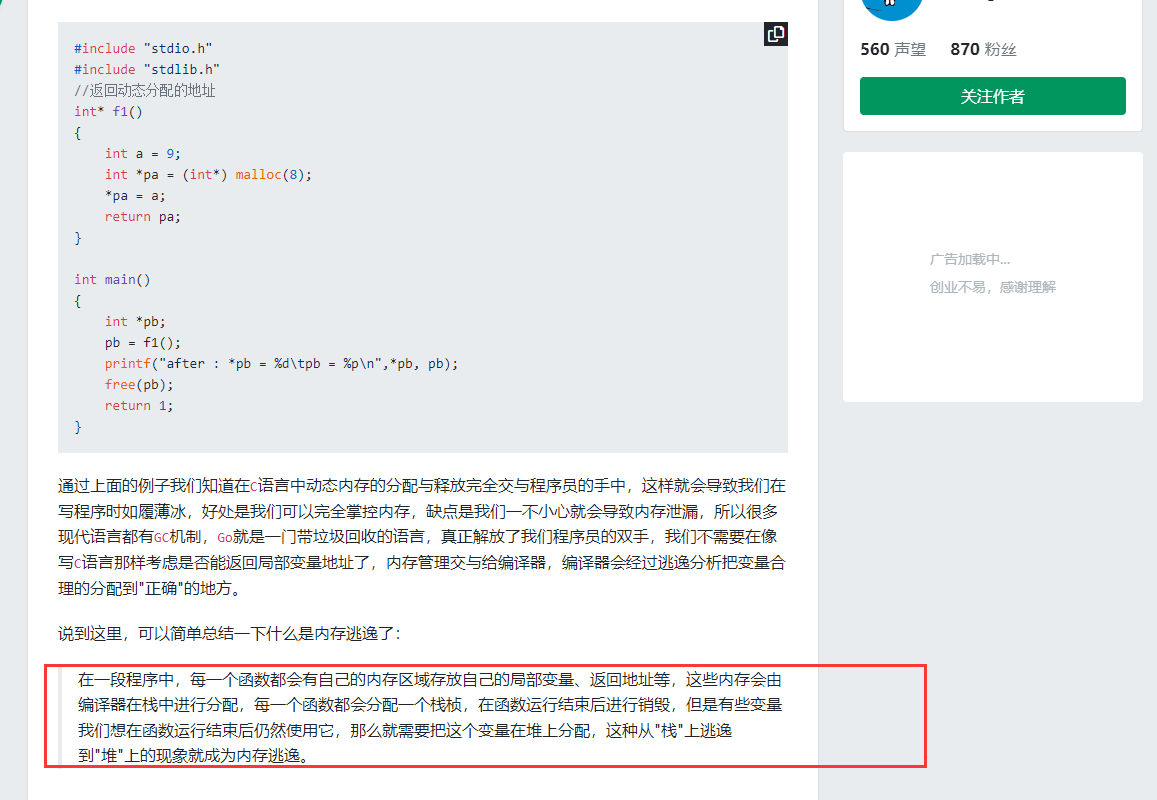 #include "stdio.h"
#include "stdlib.h"
//返回动态分配的地址
int* f1()
{
    int a = 9;
    int *pa = (int*) malloc(8);
    *pa = a;
    return pa;
}
int main()
{
    int *pb;
    pb = f1();
    printf("after : *pb = %d\tpb = %p\n",*pb, pb);
    free(pb);
    return 1;
}
通过上面的例子我们知道在C语言中动态内存的分配与释放完全交与程序员的手中，这样就会导致我们在
写程序时如履薄冰，好处是我们可以完全掌控内存，缺点是我们一不小心就会导致内存泄漏，所以很多
现代语言都有GC机制，Go就是一门带垃圾回收的语言，真正解放了我们程序员的双手，我们不需要在像
写C语言那样考虑是否能返回局部变量地址了，内存管理交与给编译器，编译器会经过逃逸分析把变量合
理的分配到"正确"的地方。
说到这里，可以简单总结一下什么是内存逃逸了：
在一段程序中，每一个函数都会有自己的内存区域存放自己的局部变量、返回地址等，这些内存会由
编译器在栈中进行分配，每一个函数都会分配一个栈桢，在函数运行结束后进行销毁，但是有些变量
我们想在函数运行结束后仍然使用它，那么就需要把这个变量在堆上分配，这种从"栈"上逃逸
到"堆"上的现象就成为内存逃逸。
560 声望 870 粉丝
关注作者
广告加载中...
创业不易，感谢理解